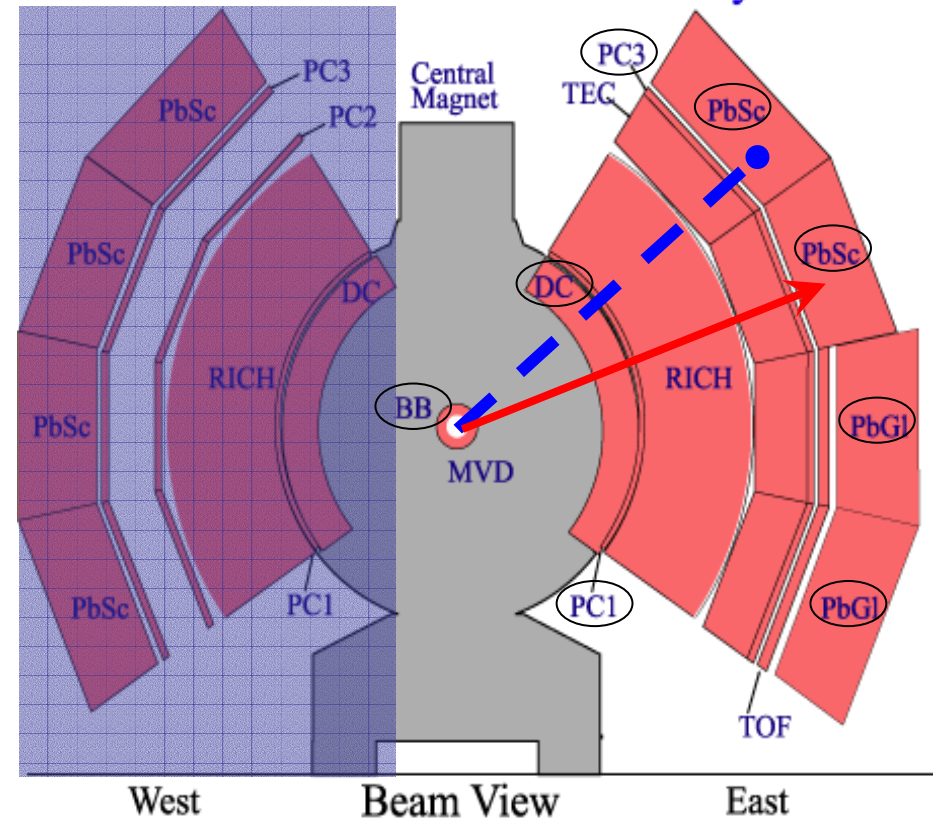 y
PC3
PC3
Central
Magnet
TEC
PbSc
PbSc
PC2
PbSc
PbSc
DC
DC
RICH
RICH
BB
PbSc
PbGl
MVD
PbSc
PC1
PC1
PbGl
TOF
West
Beam View
East